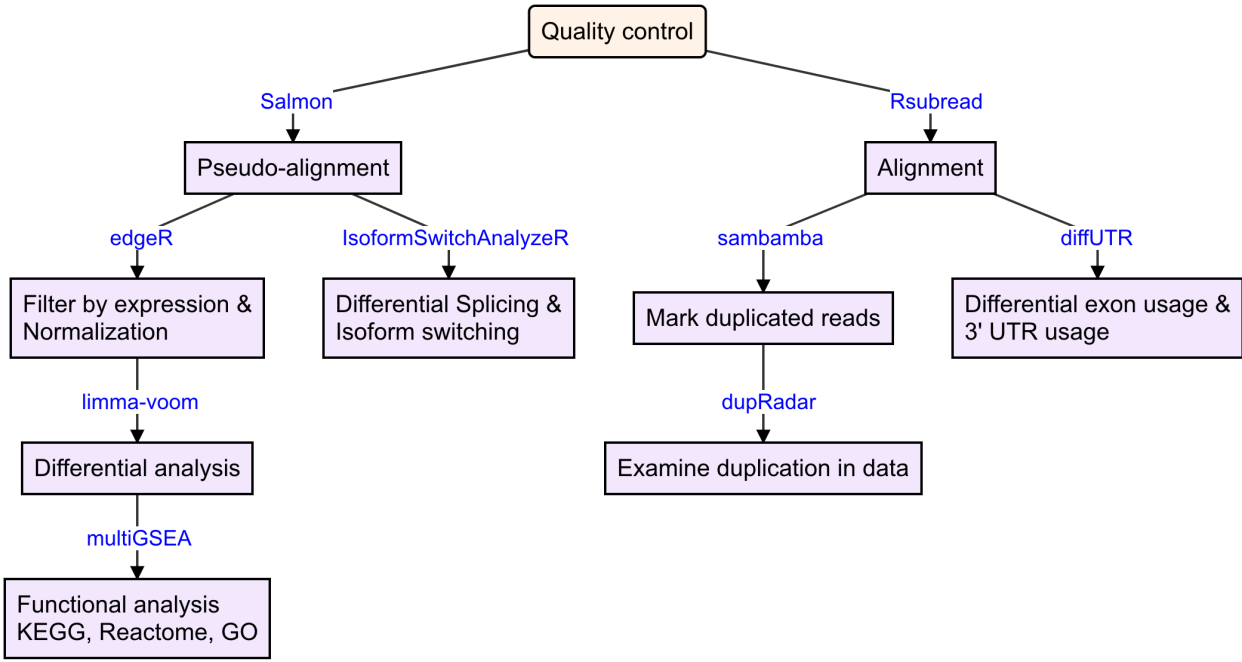 Quality control
Salmon
Rsubread
Pseudo-alignment
Alignment
edgeR
IsoformSwitchAnalyzeR
sambamba
diffUTR
Filter by expression &
Normalization
Differential Splicing &
Isoform switching
Mark duplicated reads
Differential exon usage &
3' UTR usage
limma-voom
dupRadar
Differential analysis
Examine duplication in data
multiGSEA
Functional analysis
KEGG, Reactome, GO